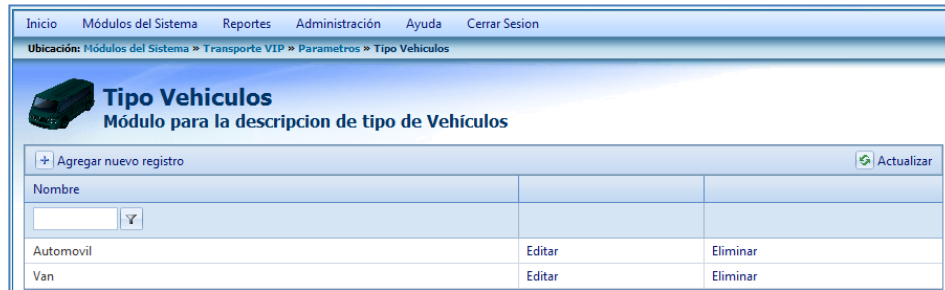 Inicio Módulos del Sistema Reportes Administración Ayuda Cerrar Sesion
Ubicación: Módulos del Sistema » Transporte VIP » Parametros » Tipo Vehiculos
Tipo Vehiculos
Módulo para la descripcion de tipo de Vehículos
Agregar nuevo registro Actualizar
Nombre
Automovil Editar Eliminar
Van Editar Eliminar